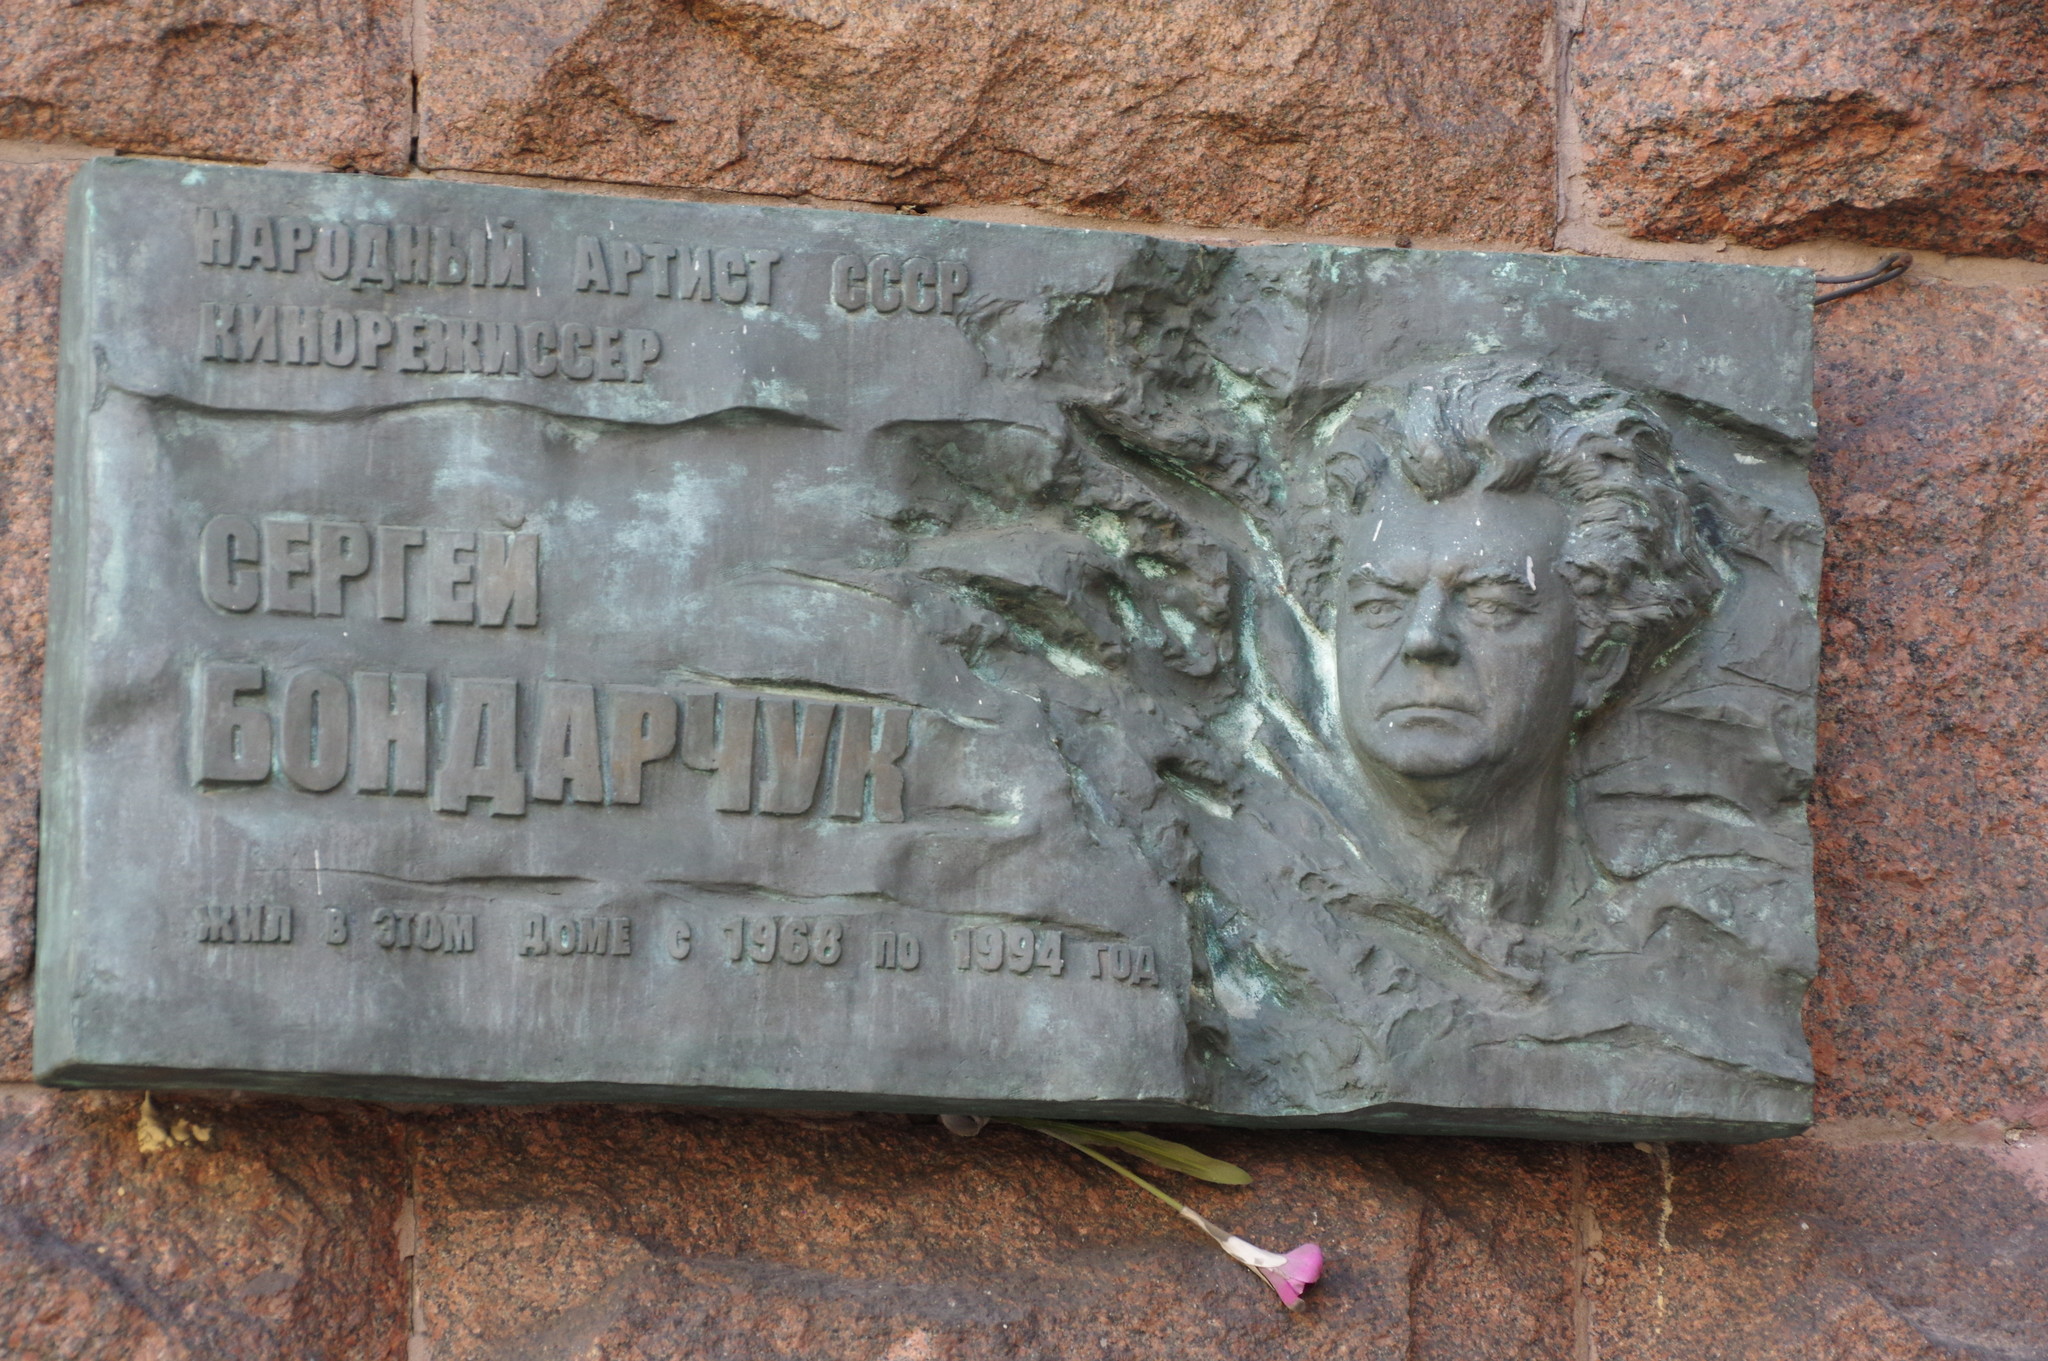 НАРОДНЫЙ АРТИСТ СССР
КИНОРЕЖИССЕР
СЕРГЕЙ
БОНДАРЧУК
ЖИЛ В ЭТОМ ДОМЕ С 1968 ПО 1994 ГОД